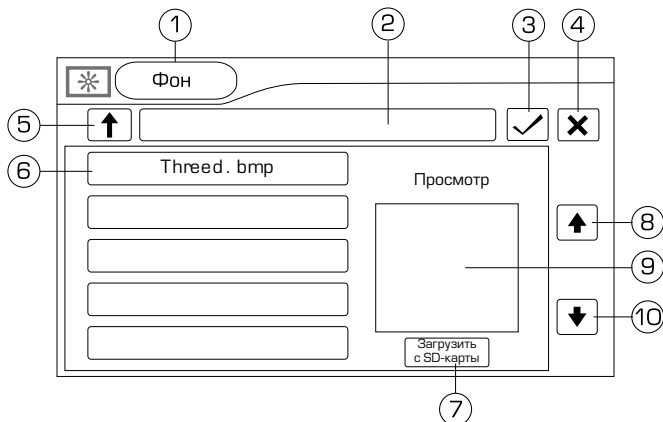 1
2
3
4
Фон
5
6
Threed. bmp
Просмотр
8
9
10
Загрузить
с SD-карты
7